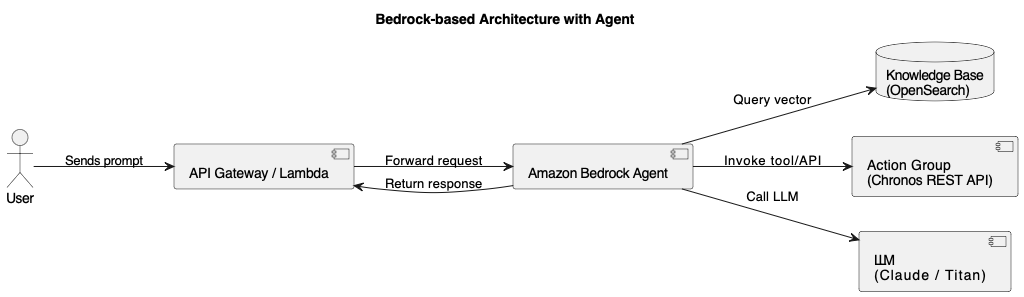 Bedrock-based Architecture with Agent
Knowledge Base
(OpenSearch)
Query vector
User
Sends prompt
API Gateway / Lambda
Forward request
Return response
Amazon Bedrock Agent
Invoke tool/API
Action Group
(Chronos REST API)
Call LLM
LLM
(Claude / Titan)